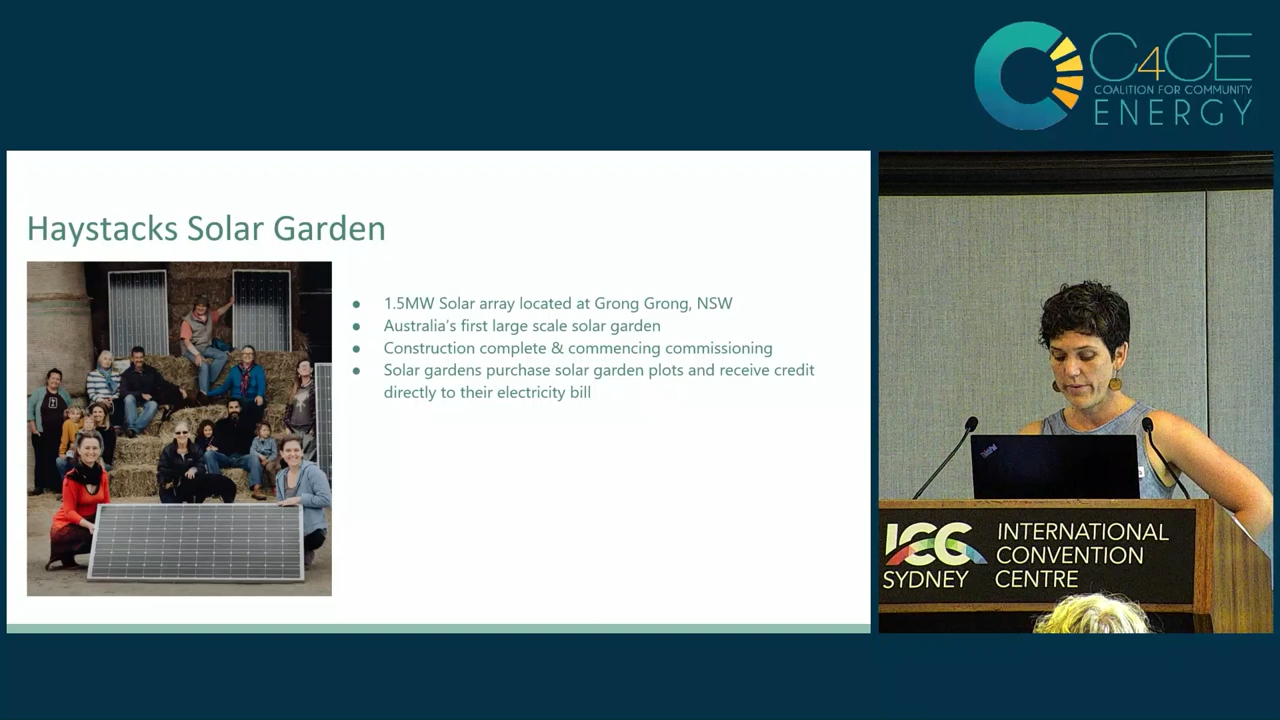 C4CE
COALITION FOR COMMUNITY
ENERGY
Haystacks Solar Garden
● 1.5MW Solar array located at Grong Grong, NSW
● Australia's first large scale solar garden
● Construction complete & commencing commissioning
● Solar gardens purchase solar garden plots and receive credit
directly to their electricity bill
ThinkPad
ICC
SYDNEY
INTERNATIONAL
CONVENTION
CENTRE